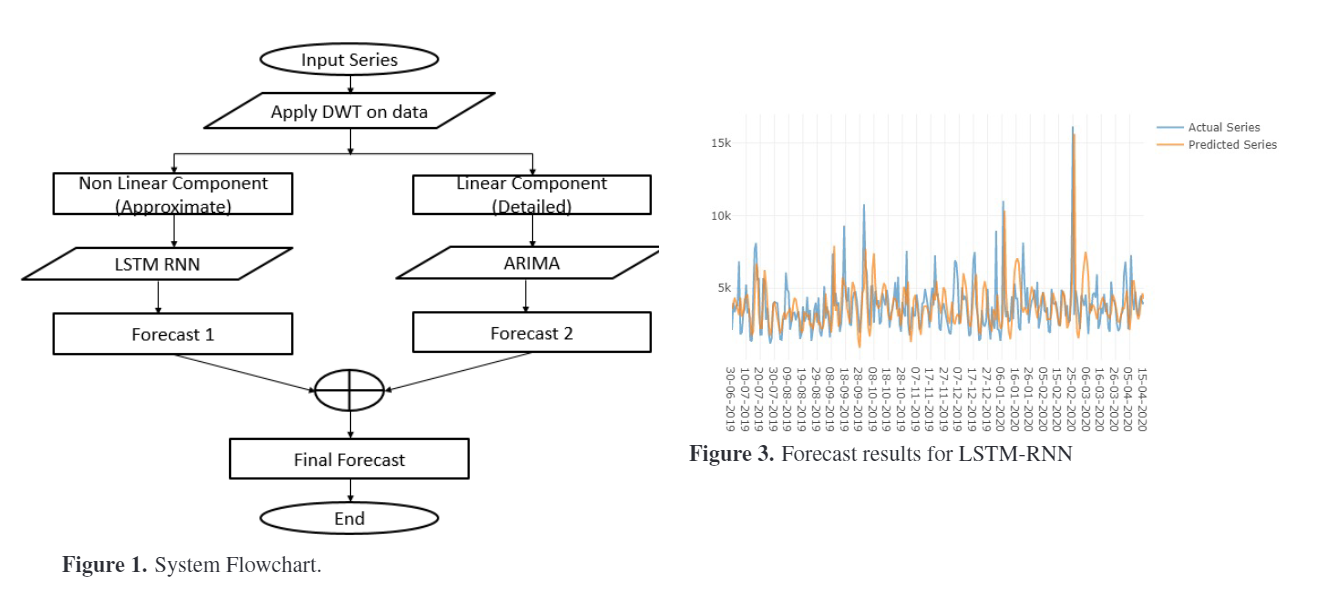 Input Series
Apply DWT on data
Non Linear Component
(Approximate)
Linear Component
(Detailed)
LSTM RNN
ARIMA
Forecast 1
Forecast 2
Final Forecast
End
Figure 1. System Flowchart.
15k
10k
5k
Actual Series
Predicted Series
30-06-2019
10-07-2019
20-07-2019
30-07-2019
09-08-2019
19-08-2019
29-08-2019
08-09-2019
18-09-2019
28-09-2019
08-10-2019
18-10-2019
28-10-2019
07-11-2019
17-11-2019
27-11-2019
07-12-2019
17-12-2019
27-12-2019
06-01-2020
16-01-2020
26-01-2020
05-02-2020
15-02-2020
25-02-2020
06-03-2020
16-03-2020
26-03-2020
05-04-2020
15-04-2020
Figure 3. Forecast results for LSTM-RNN